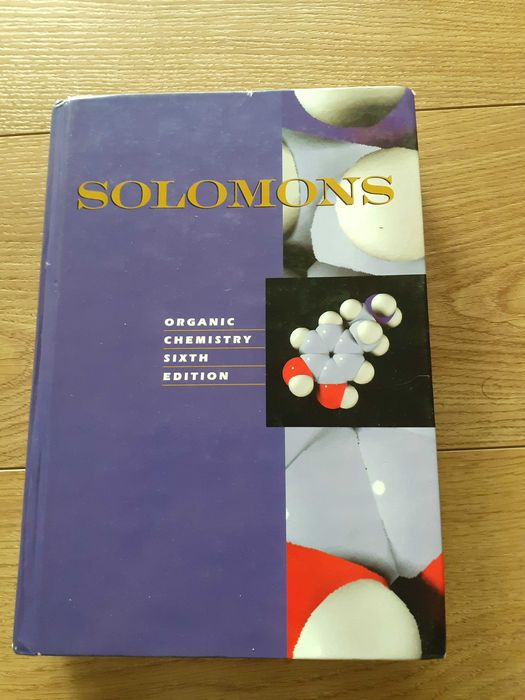 SOLOMONS
ORGANIC
CHEMISTRY
SIXTH
EDITION